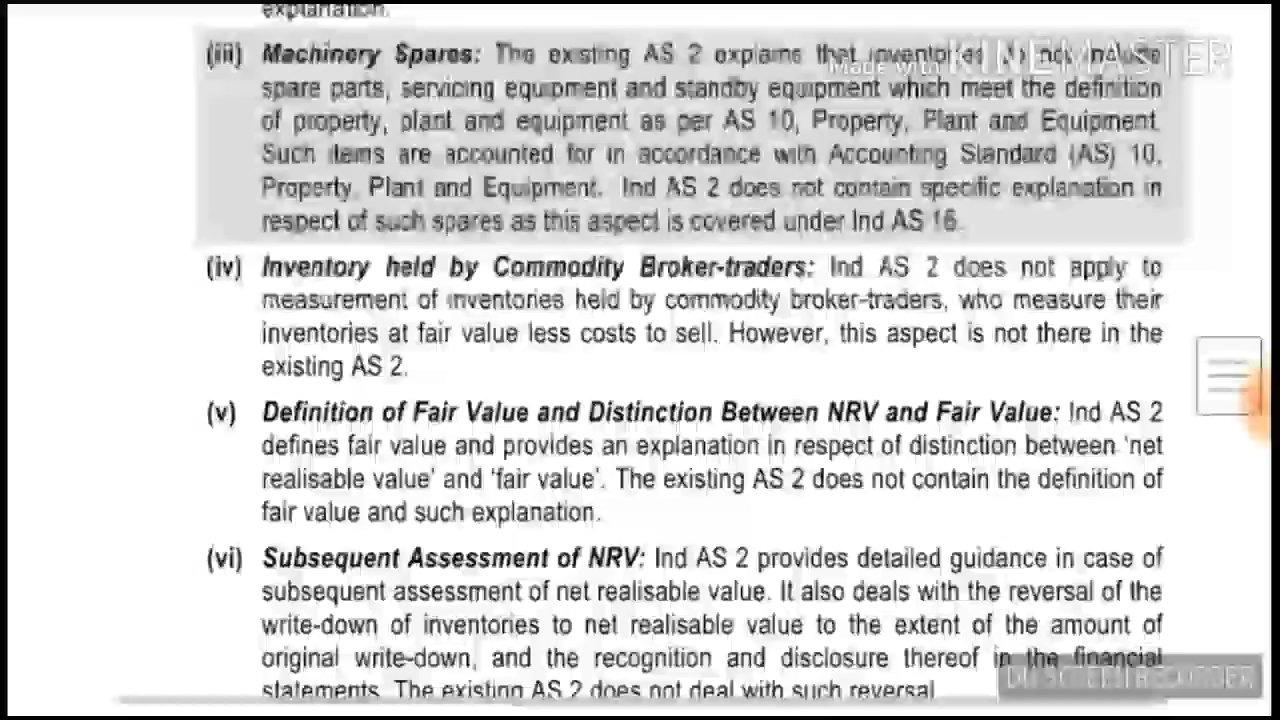 explanation.
(iii) Machinery Spares: The existing AS 2 explains that inventories do not include
Made with KINEMASTER
spare parts, servicing equipment and standby equipment which meet the definition
of property, plant and equipment as per AS 10, Property, Plant and Equipment.
Such items are accounted for in accordance with Accounting Standard (AS) 10,
Property, Plant and Equipment. Ind AS 2 does not contain specific explanation in
respect of such spares as this aspect is covered under Ind AS 16.
(iv) Inventory held by Commodity Broker-traders: Ind AS 2 does not apply to
measurement of inventories held by commodity broker-traders, who measure their
inventories at fair value less costs to sell. However, this aspect is not there in the
existing AS 2.
(v) Definition of Fair Value and Distinction Between NRV and Fair Value: Ind AS 2
defines fair value and provides an explanation in respect of distinction between 'net
realisable value' and 'fair value'. The existing AS 2 does not contain the definition of
fair value and such explanation.
(vi) Subsequent Assessment of NRV: Ind AS 2 provides detailed guidance in case of
subsequent assessment of net realisable value. It also deals with the reversal of the
write-down of inventories to net realisable value to the extent of the amount of
original write-down, and the recognition and disclosure thereof in the financial
statements. The existing AS 2 does not deal with such reversal.
SCREEN RECORDER